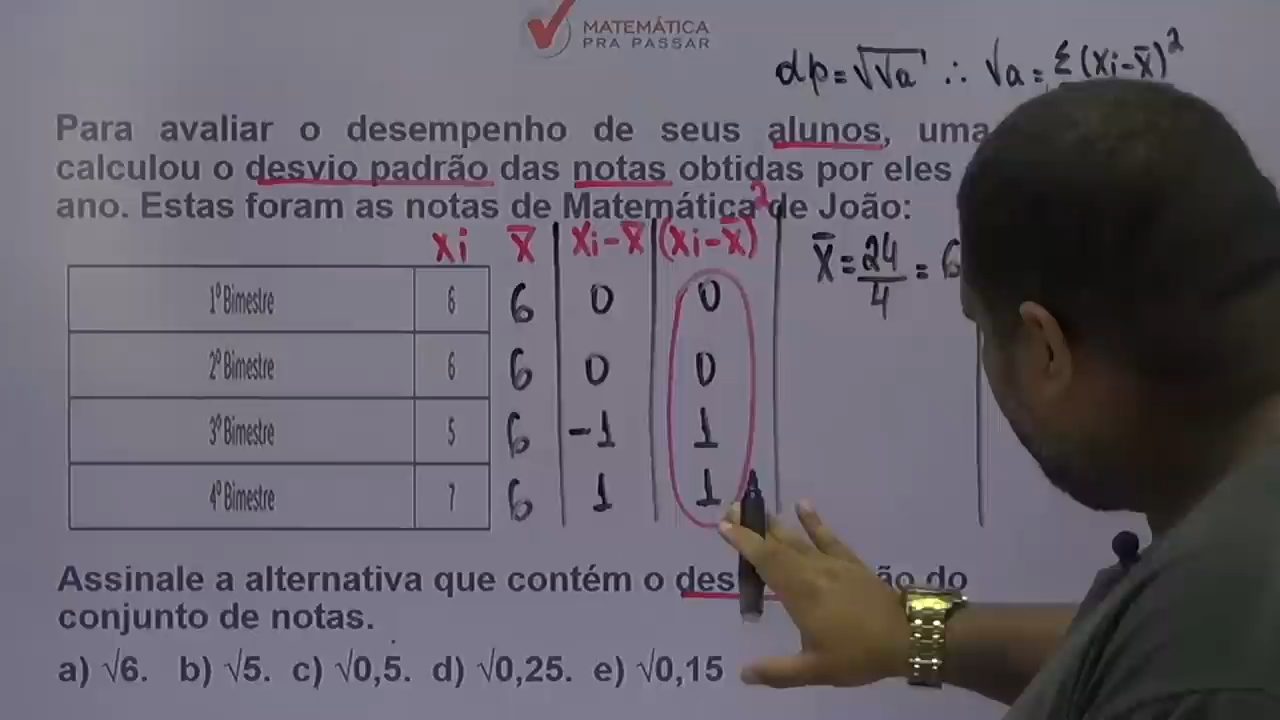 MATEMÁTICA
PRA PASSAR
dp = √Va ∴ Va = Σ(xi-x̄)²
Para avaliar o desempenho de seus alunos, uma
calculou o desvio padrão das notas obtidas por eles
ano. Estas foram as notas de Matemática de João:
xi x̄ xi-x̄ (xi-x̄)²
x̄ = 24/4 = 6
1º Bimestre 6 6 0 0
2º Bimestre 6 6 0 0
3º Bimestre 5 6 -1 1
4º Bimestre 7 6 1 1
Assinale a alternativa que contém o do
conjunto de notas.
a) √6. b) √5. c) √0,5. d) √0,25. e) √0,15